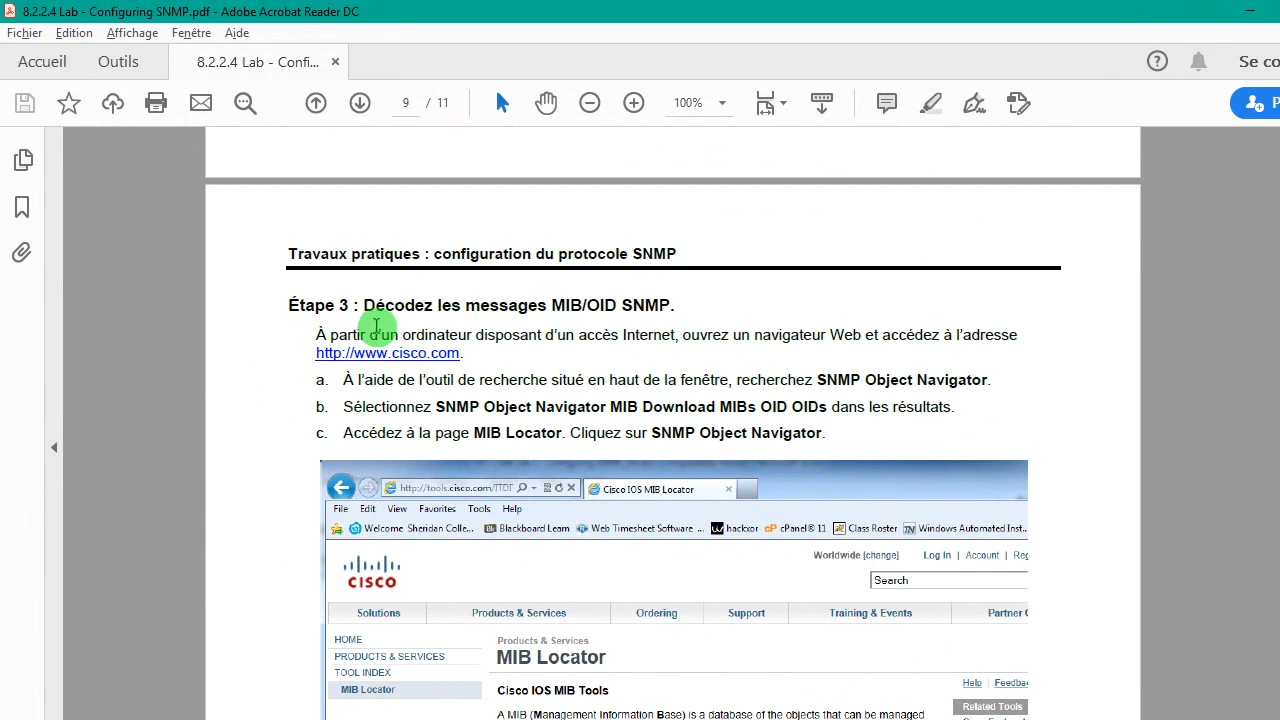 8.2.2.4 Lab - Configuring SNMP.pdf - Adobe Acrobat Reader DC
Fichier Edition Affichage Fenêtre Aide
Accueil Outils 8.2.2.4 Lab - Confi... × Se co
9 / 11 100%
Travaux pratiques : configuration du protocole SNMP
Étape 3 : Décodez les messages MIB/OID SNMP.
À partir d'un ordinateur disposant d'un accès Internet, ouvrez un navigateur Web et accédez à l'adresse
http://www.cisco.com.
a. À l'aide de l'outil de recherche situé en haut de la fenêtre, recherchez SNMP Object Navigator.
b. Sélectionnez SNMP Object Navigator MIB Download MIBs OID OIDs dans les résultats.
c. Accédez à la page MIB Locator. Cliquez sur SNMP Object Navigator.
http://tools.cisco.com/ITDI Cisco IOS MIB Locator
File Edit View Favorites Tools Help
Welcome Sheridan Colle... Blackboard Learn Web Timesheet Software ... hackxor cPanel® 11 Class Roster Windows Automated Inst...
Worldwide [change] Log In | Account | Reg
CISCO
Search
Solutions Products & Services Ordering Support Training & Events Partner C
HOME
PRODUCTS & SERVICES
TOOL INDEX
MIB Locator
Products & Services
MIB Locator
Help | Feedba
Cisco IOS MIB Tools
Related Tools
A MIB (Management Information Base) is a database of the objects that can be managed